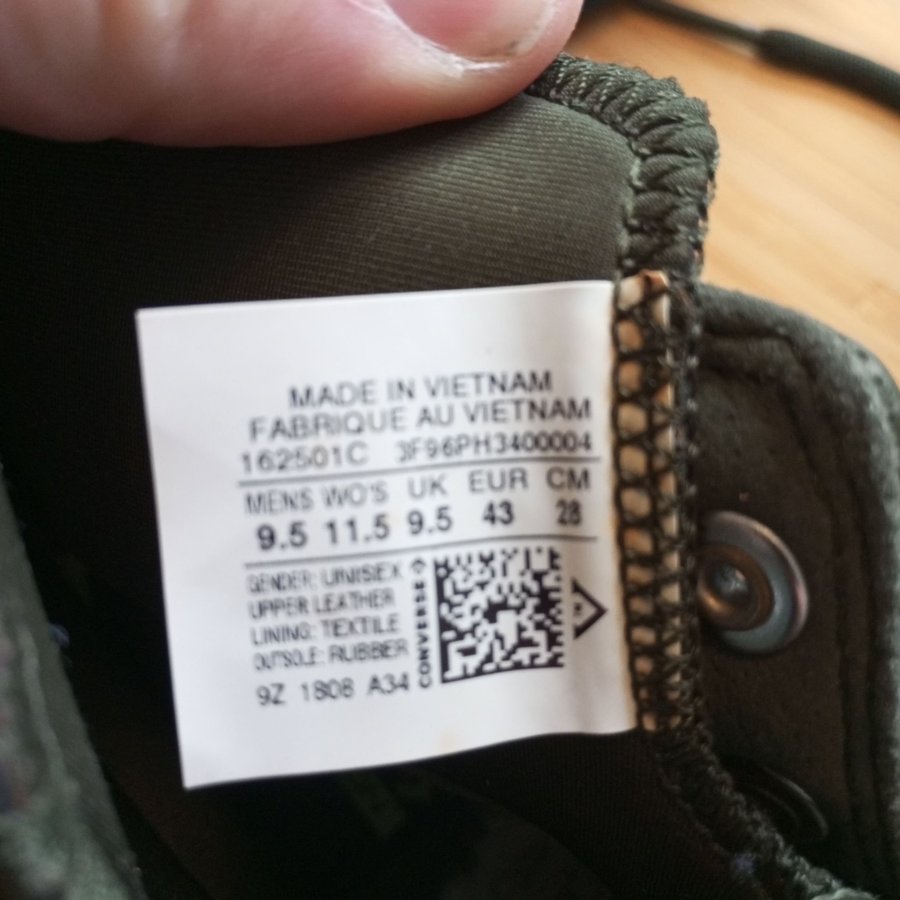 MADE IN VIETNAM
FABRIQUE AU VIETNAM
162501C 3F96PH3400004
MENS WO'S UK EUR CM
9.5 11.5 9.5 43 28
GENDER: UNISEX
UPPER LEATHER
LINING: TEXTILE
OUTSOLE: RUBBER
9Z 1808 A34
CONVERSE